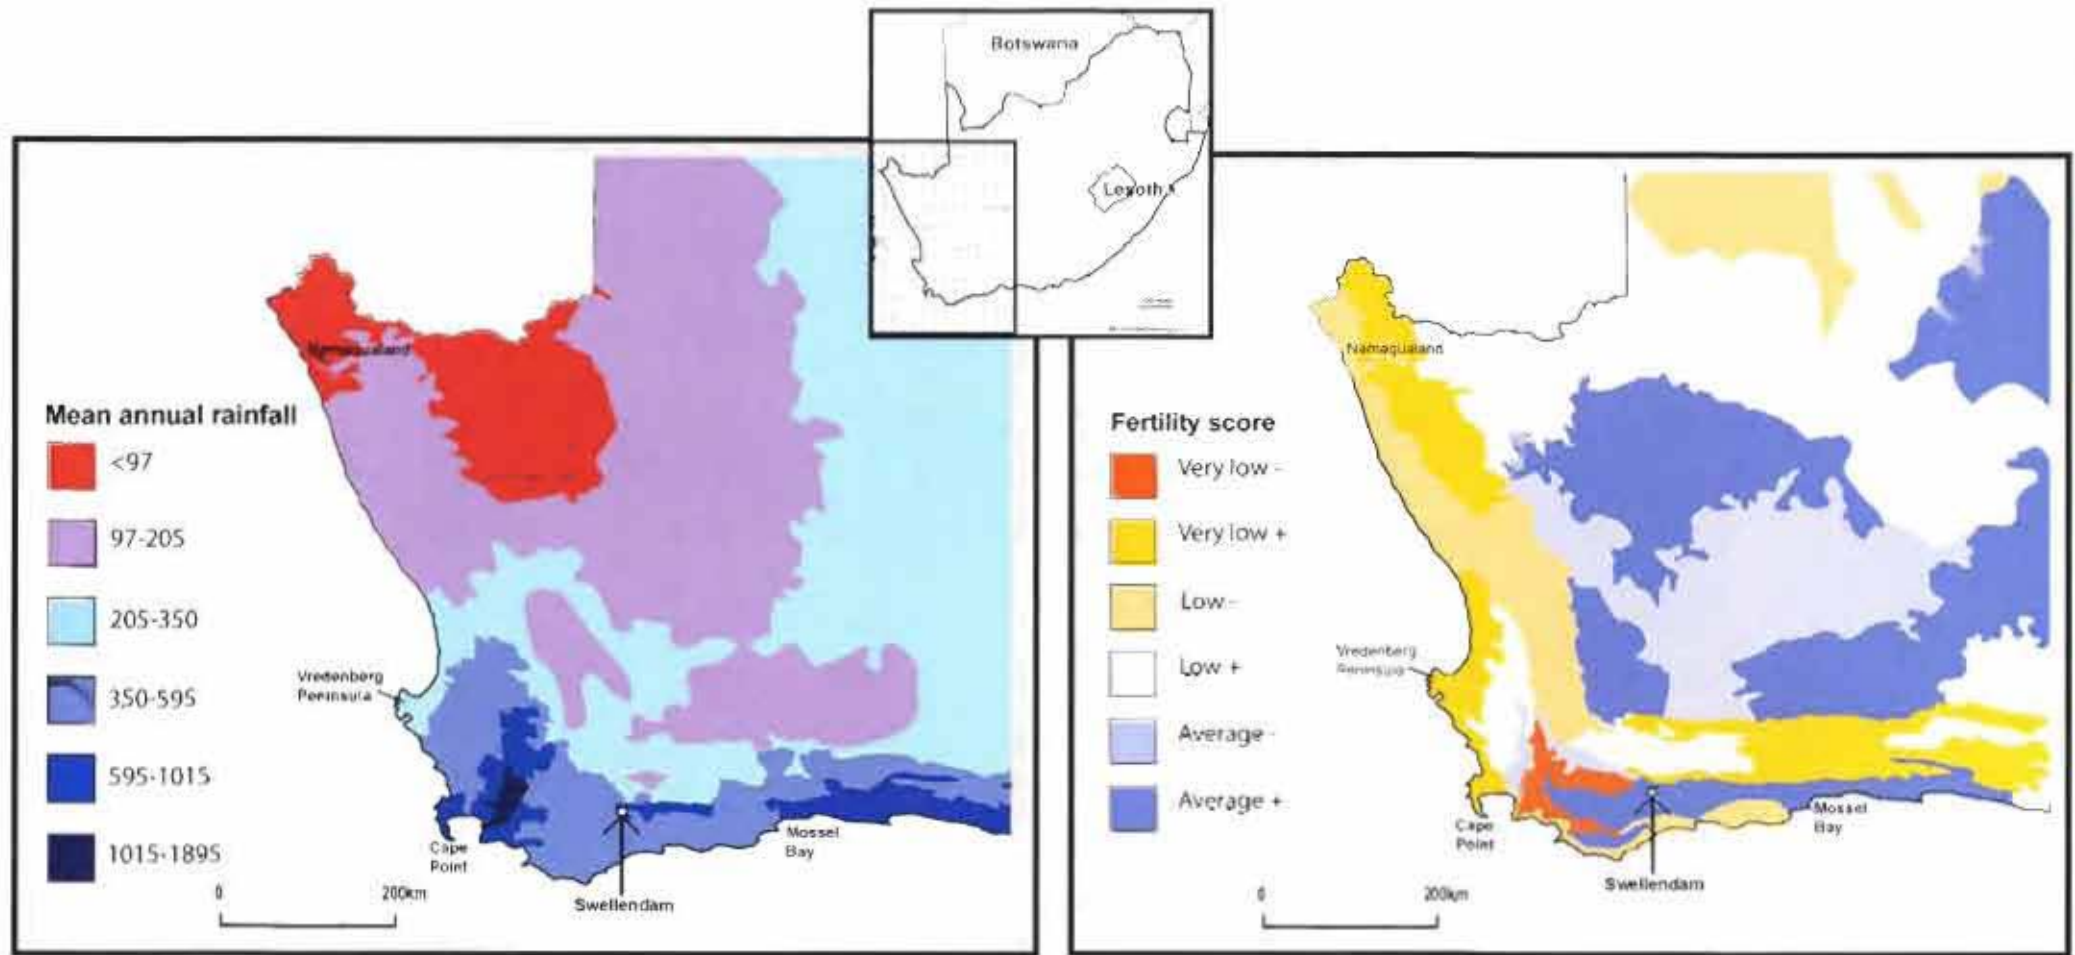 Botswana
Lesoth
Namaqualand
Mean annual rainfall
<97
97-205
205-350
350-595
595-1015
1015-1895
Vredenberg
Peninsula
Cape
Point
Mossel
Bay
Swellendam
0
200km
Fertility score
Very low -
Very low +
Low -
Low +
Average -
Average +
Namaqualand
Vredenberg
Peninsula
Cape
Point
Mossel
Bay
Swellendam
0
200km